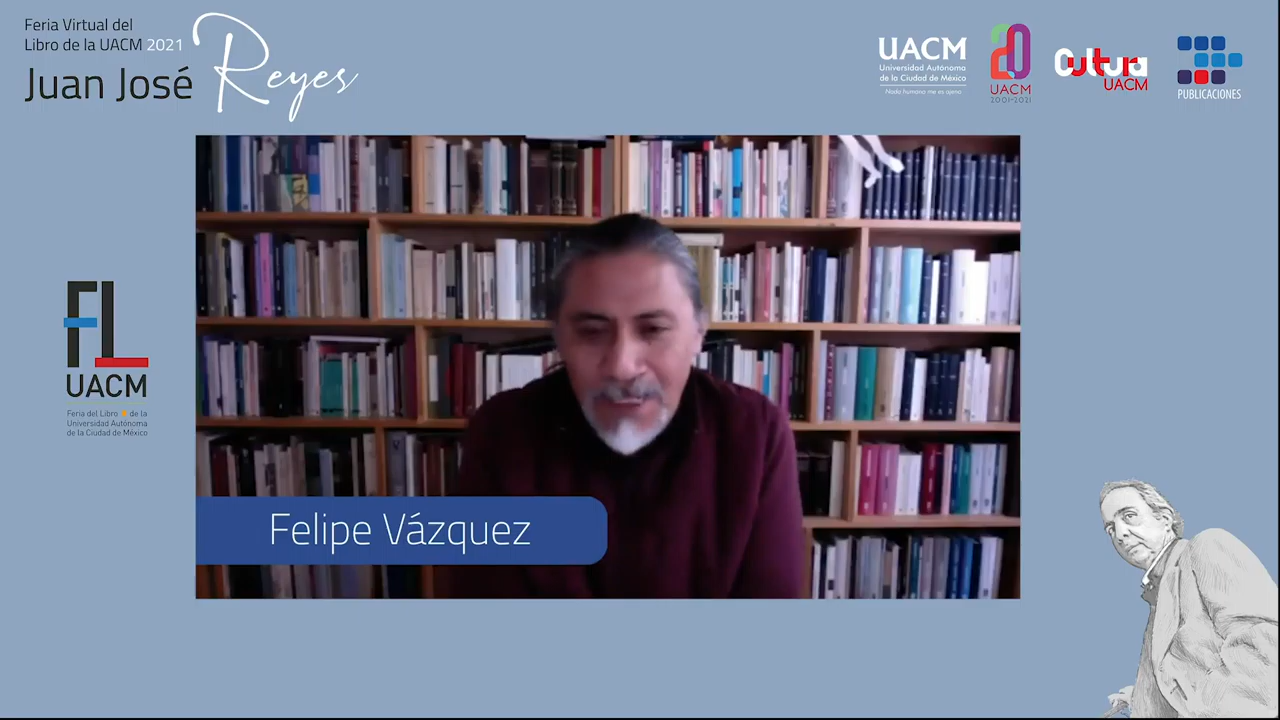 Feria Virtual del
Libro de la UACM 2021
Juan José Reyes
UACM
Universidad Autónoma
de la Ciudad de México
Nada humano me es ajeno
20
UACM
2001-2021
Cultura
UACM
PUBLICACIONES
FL
UACM
Feria del Libro de la
Universidad Autónoma
de la Ciudad de México
Felipe Vázquez